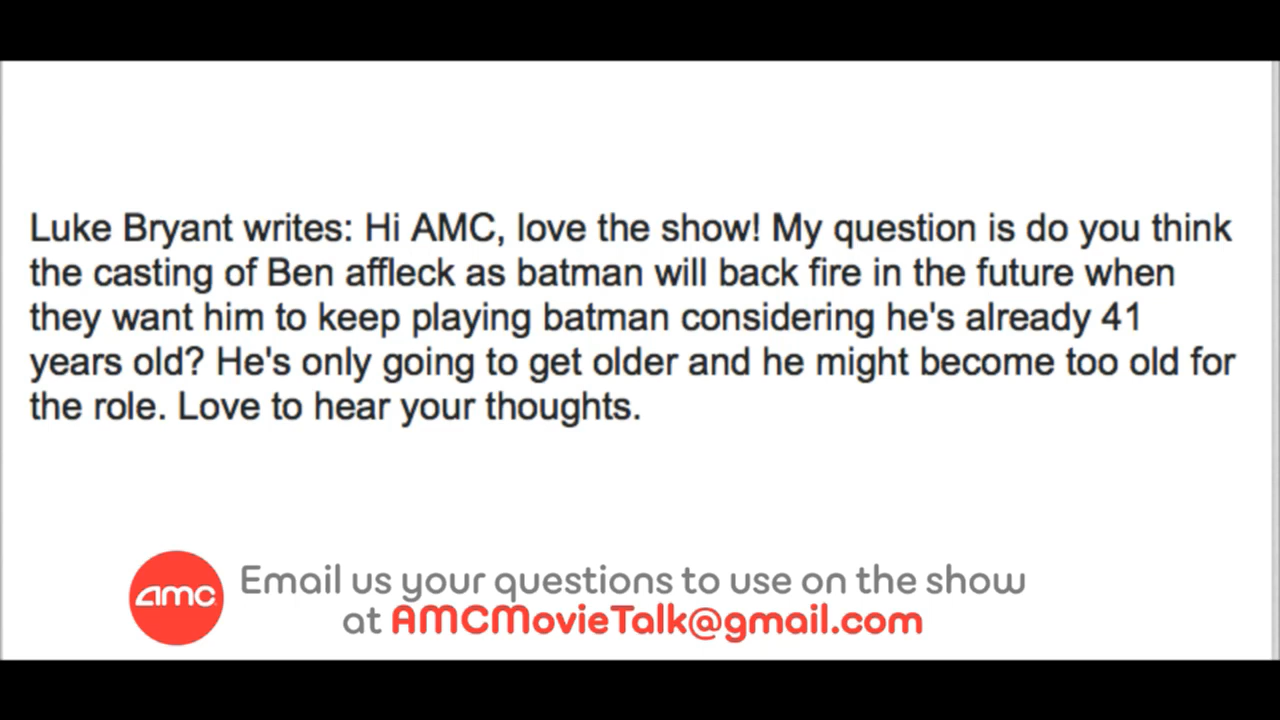 Luke Bryant writes: Hi AMC, love the show! My question is do you think
the casting of Ben affleck as batman will back fire in the future when
they want him to keep playing batman considering he's already 41
years old? He's only going to get older and he might become too old for
the role. Love to hear your thoughts.
amc
Email us your questions to use on the show
at AMCMovieTalk@gmail.com